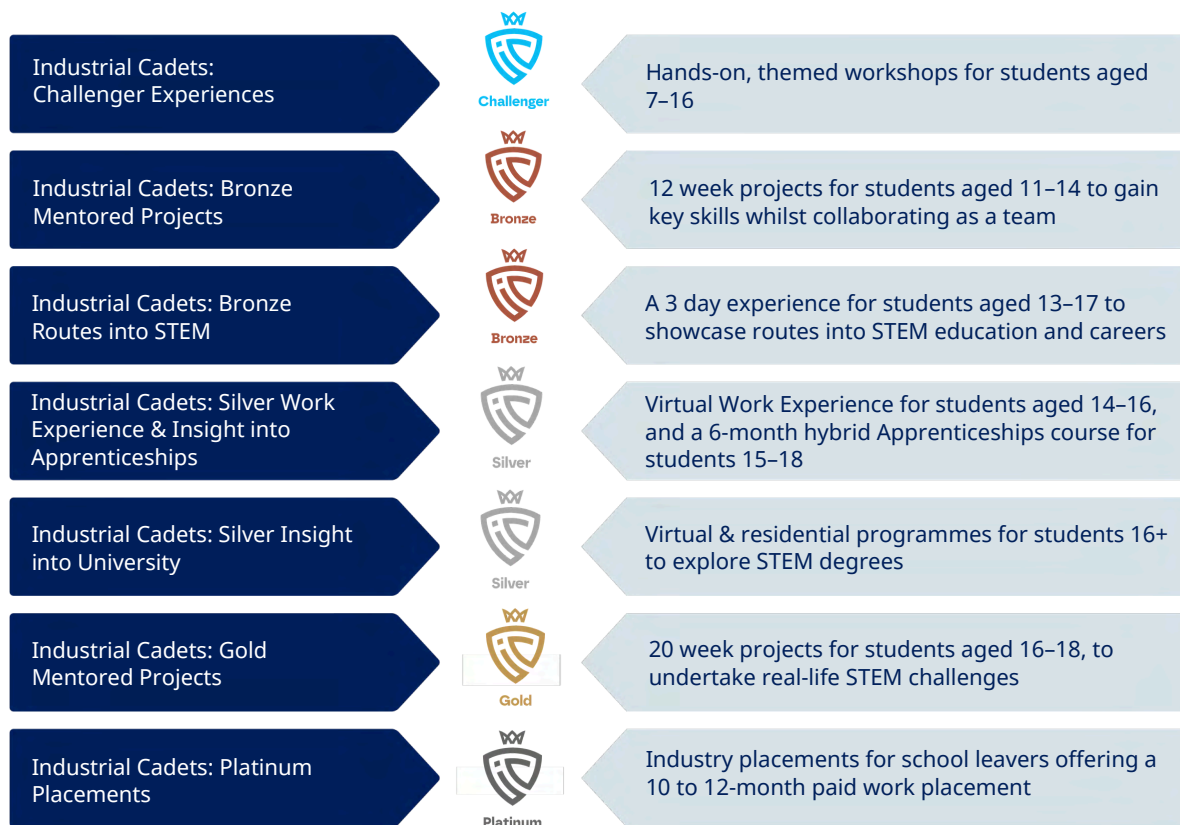 Industrial Cadets:
Challenger Experiences
Challenger
Hands-on, themed workshops for students aged
7–16
Industrial Cadets: Bronze
Mentored Projects
Bronze
12 week projects for students aged 11–14 to gain
key skills whilst collaborating as a team
Industrial Cadets: Bronze
Routes into STEM
Bronze
A 3 day experience for students aged 13–17 to
showcase routes into STEM education and careers
Industrial Cadets: Silver Work
Experience & Insight into
Apprenticeships
Silver
Virtual Work Experience for students aged 14–16,
and a 6-month hybrid Apprenticeships course for
students 15–18
Industrial Cadets: Silver Insight
into University
Silver
Virtual & residential programmes for students 16+
to explore STEM degrees
Industrial Cadets: Gold
Mentored Projects
Gold
20 week projects for students aged 16–18, to
undertake real-life STEM challenges
Industrial Cadets: Platinum
Placements
Platinum
Industry placements for school leavers offering a
10 to 12-month paid work placement